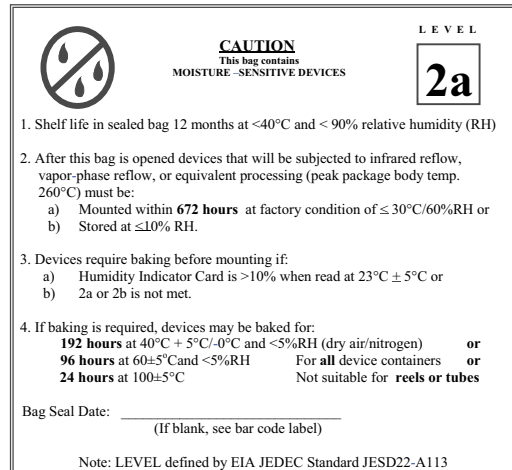 LEVEL
CAUTION
This bag contains
MOISTURE –SENSITIVE DEVICES
2a
1. Shelf life in sealed bag 12 months at <40°C and < 90% relative humidity (RH)
2. After this bag is opened devices that will be subjected to infrared reflow,
vapor-phase reflow, or equivalent processing (peak package body temp.
260°C) must be:
a) Mounted within 672 hours at factory condition of ≤ 30°C/60%RH or
b) Stored at ≤10% RH.
3. Devices require baking before mounting if:
a) Humidity Indicator Card is >10% when read at 23°C ± 5°C or
b) 2a or 2b is not met.
4. If baking is required, devices may be baked for:
192 hours at 40°C + 5°C/-0°C and <5%RH (dry air/nitrogen) or
96 hours at 60±5°Cand <5%RH For all device containers or
24 hours at 100±5°C Not suitable for reels or tubes
Bag Seal Date: ______________________________
(If blank, see bar code label)
Note: LEVEL defined by EIA JEDEC Standard JESD22-A113